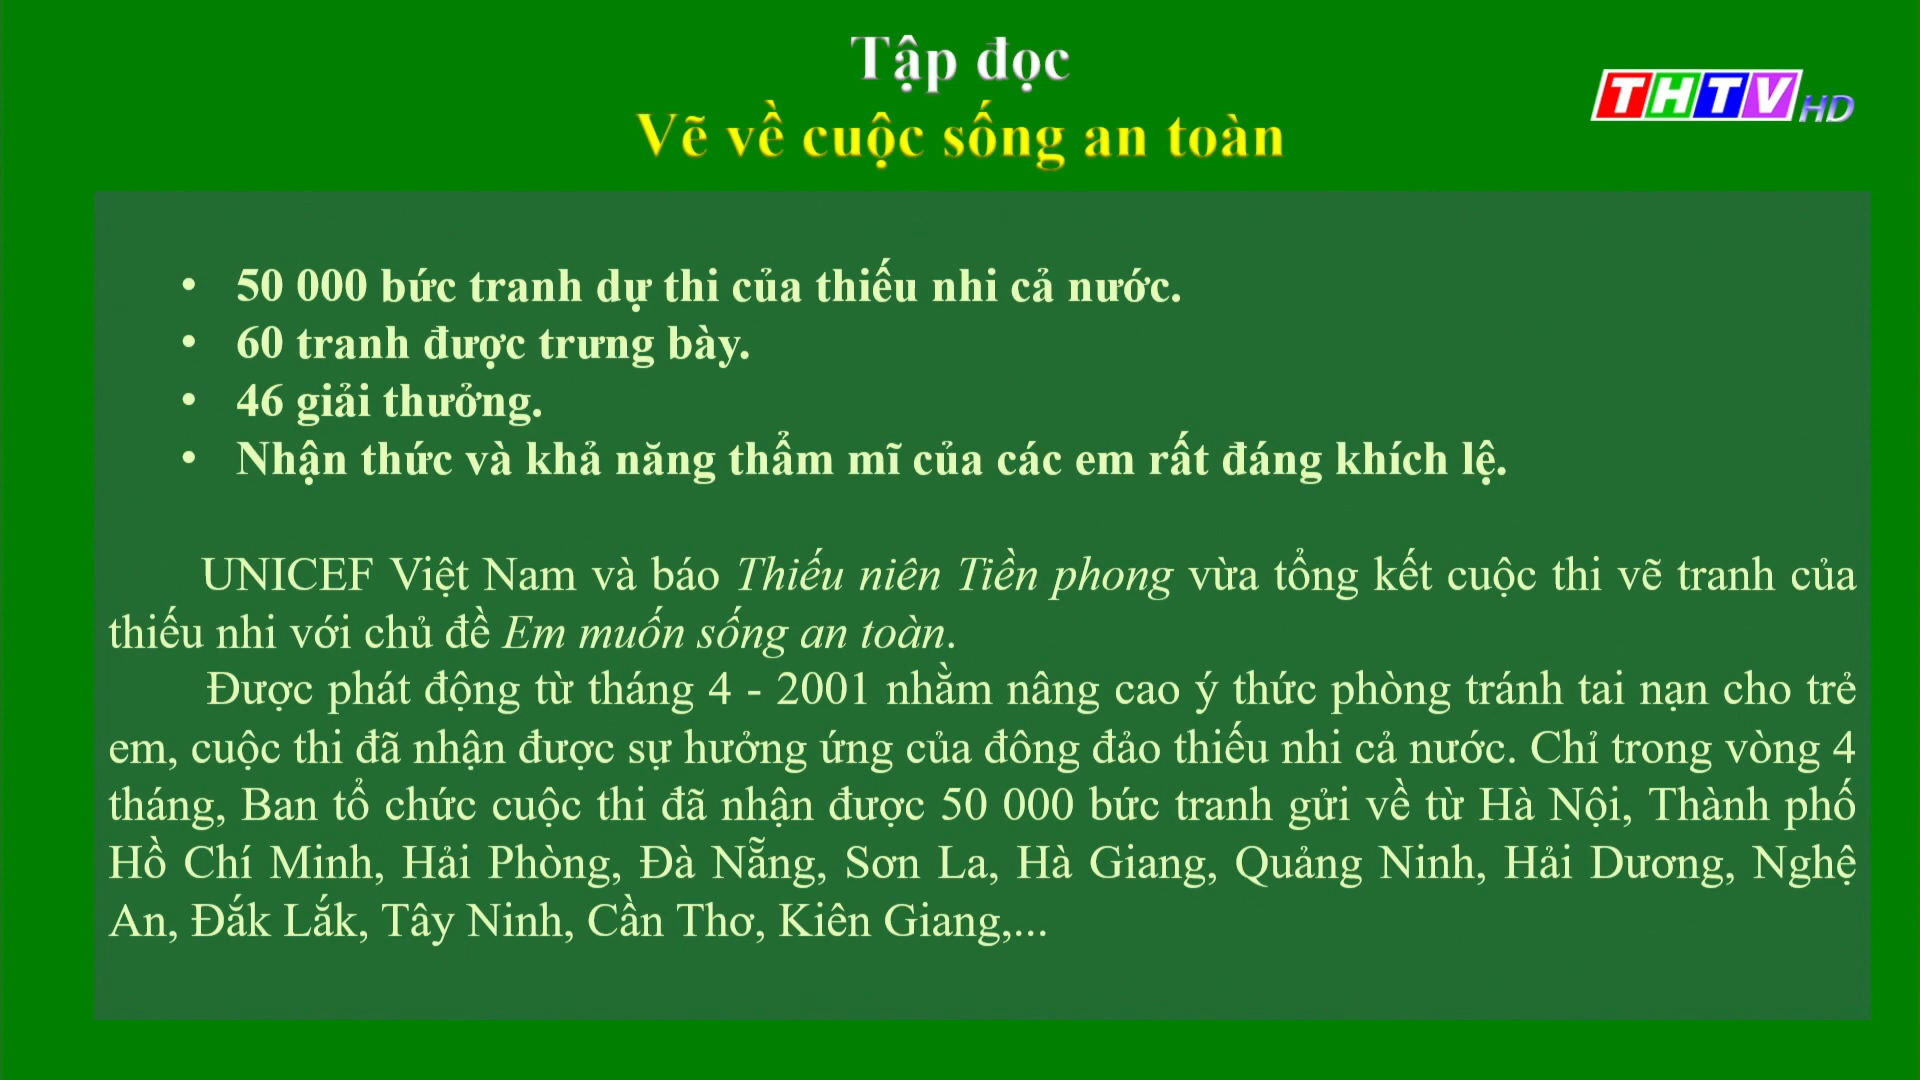 Tập đọc
Vẽ về cuộc sống an toàn
THTV HD
• 50 000 bức tranh dự thi của thiếu nhi cả nước.
• 60 tranh được trưng bày.
• 46 giải thưởng.
• Nhận thức và khả năng thẩm mĩ của các em rất đáng khích lệ.
UNICEF Việt Nam và báo Thiếu niên Tiền phong vừa tổng kết cuộc thi vẽ tranh của
thiếu nhi với chủ đề Em muốn sống an toàn.
Được phát động từ tháng 4 - 2001 nhằm nâng cao ý thức phòng tránh tai nạn cho trẻ
em, cuộc thi đã nhận được sự hưởng ứng của đông đảo thiếu nhi cả nước. Chỉ trong vòng 4
tháng, Ban tổ chức cuộc thi đã nhận được 50 000 bức tranh gửi về từ Hà Nội, Thành phố
Hồ Chí Minh, Hải Phòng, Đà Nẵng, Sơn La, Hà Giang, Quảng Ninh, Hải Dương, Nghệ
An, Đắk Lắk, Tây Ninh, Cần Thơ, Kiên Giang,...